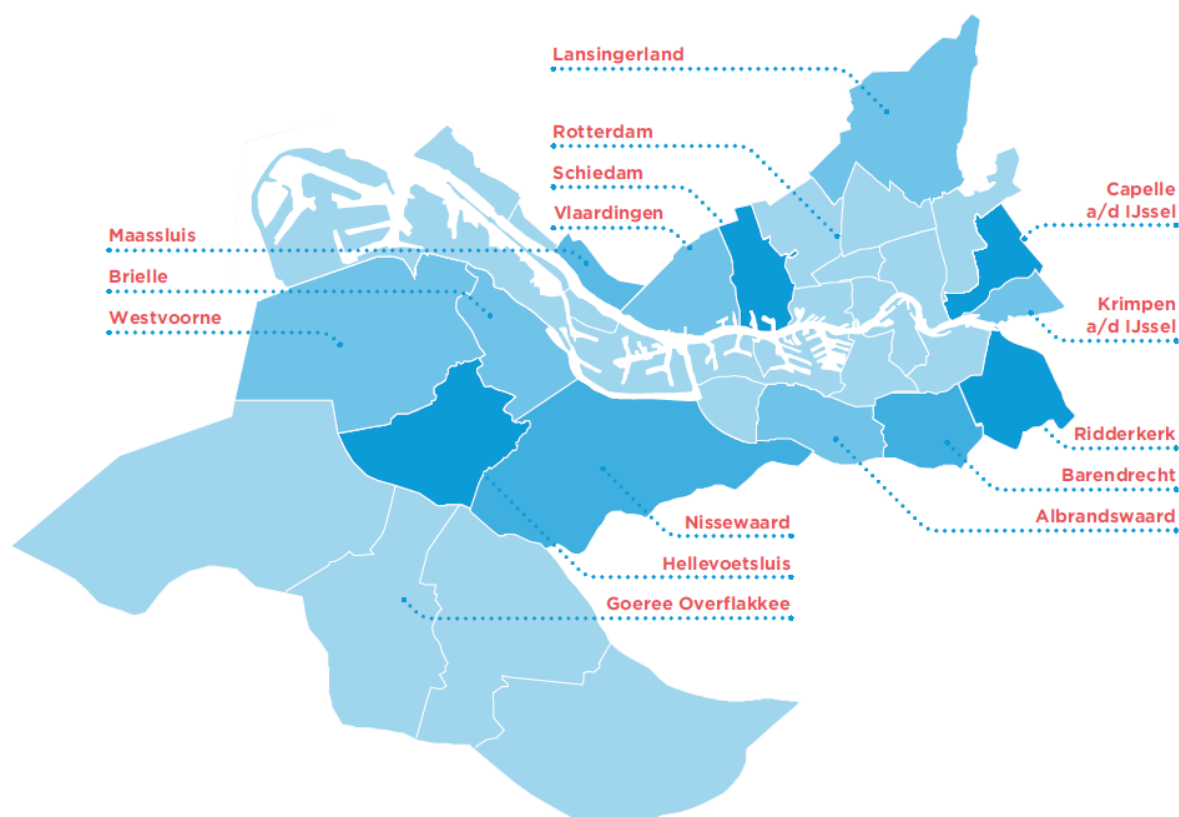 Lansingerland
Rotterdam
Schiedam
Vlaardingen
Maassluis
Brielle
Westvoorne
Capelle
a/d IJssel
Krimpen
a/d IJssel
Ridderkerk
Barendrecht
Albrandswaard
Nissewaard
Hellevoetsluis
Goeree Overflakkee